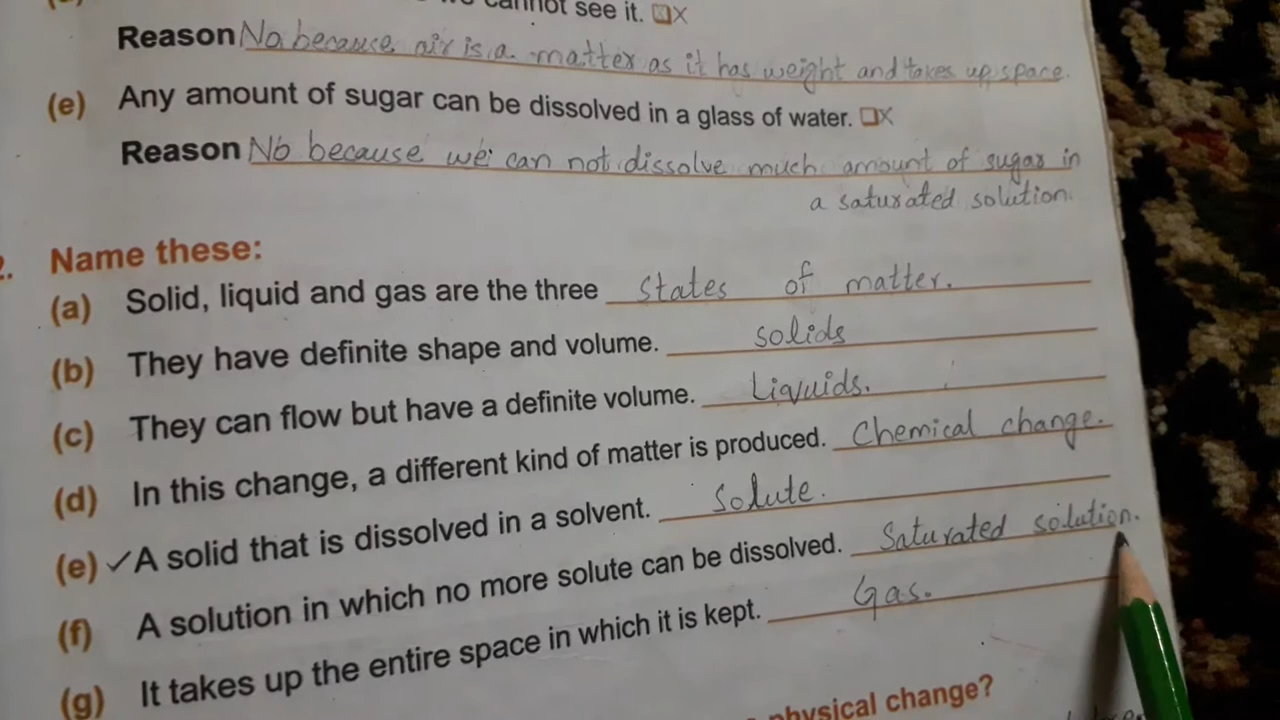 cannot see it. ☒X
Reason No because air is a matter as it has weight and takes up space.
(e) Any amount of sugar can be dissolved in a glass of water. ☐X
Reason No because we can not dissolve much amount of sugar in
a saturated solution.
2. Name these:
(a) Solid, liquid and gas are the three States of matter.
(b) They have definite shape and volume. solids
(c) They can flow but have a definite volume. Liquids.
(d) In this change, a different kind of matter is produced. Chemical change.
(e) ✓A solid that is dissolved in a solvent. Solute.
(f) A solution in which no more solute can be dissolved. Saturated solution.
(g) It takes up the entire space in which it is kept. Gas.
physical change?